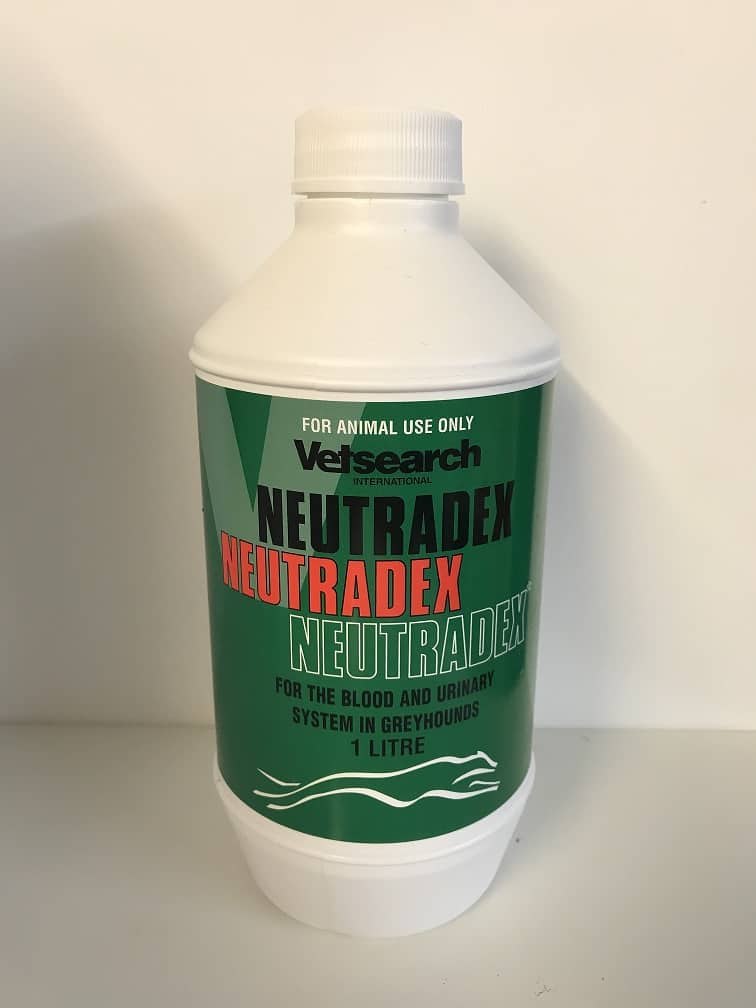 FOR ANIMAL USE ONLY
Vetsearch
INTERNATIONAL
NEUTRADEX
NEUTRADEX
NEUTRADEX
FOR THE BLOOD AND URINARY
SYSTEM IN GREYHOUNDS
1 LITRE